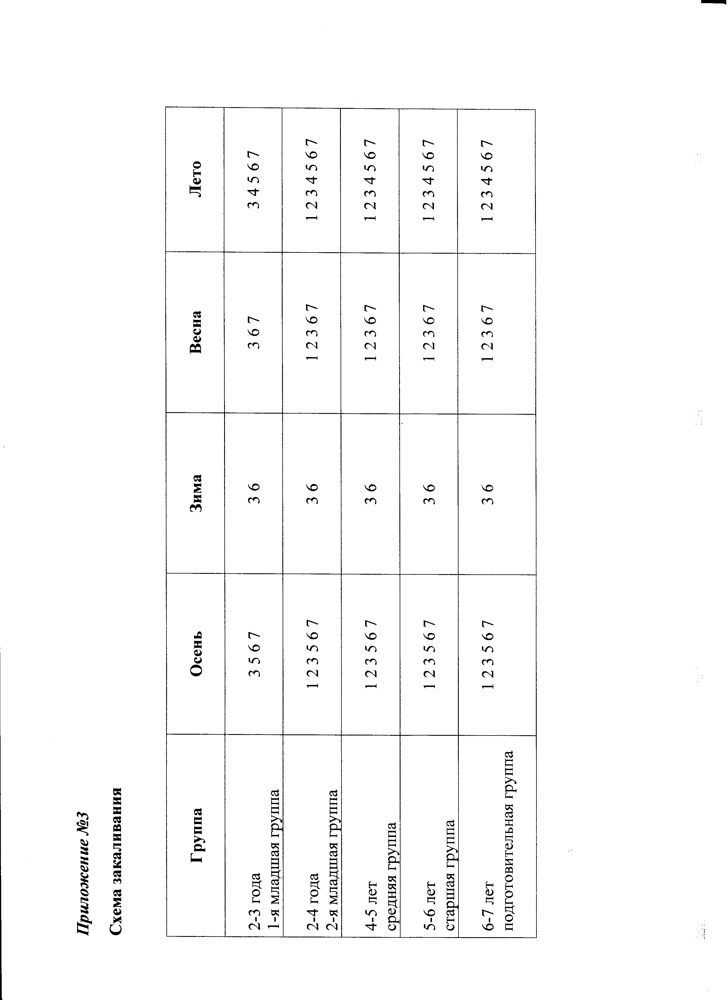 Приложение №3
Схема закаливания
Группа Осень Зима Весна Лето
2-3 года 3 5 6 7 3 6 3 6 7 3 4 5 6 7
1-я младшая группа
2-4 года 1 2 3 5 6 7 3 6 1 2 3 6 7 1 2 3 4 5 6 7
2-я младшая группа
4-5 лет 1 2 3 5 6 7 3 6 1 2 3 6 7 1 2 3 4 5 6 7
средняя группа
5-6 лет 1 2 3 5 6 7 3 6 1 2 3 6 7 1 2 3 4 5 6 7
старшая группа
6-7 лет 1 2 3 5 6 7 3 6 1 2 3 6 7 1 2 3 4 5 6 7
подготовительная группа